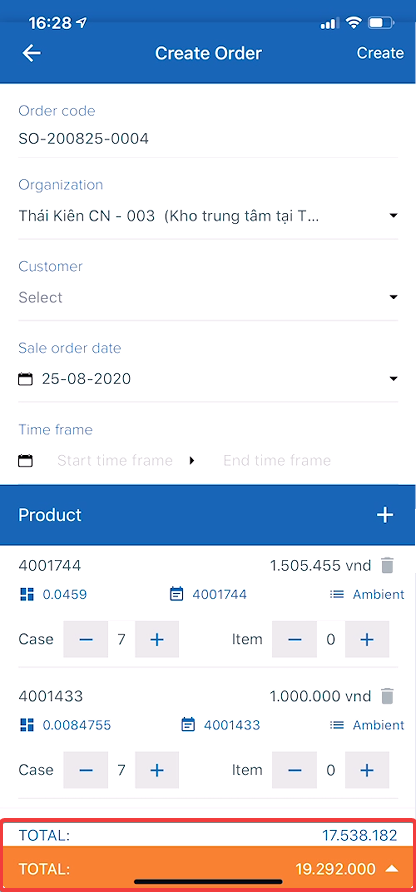 16:28
Create Order
Create
Order code
SO-200825-0004
Organization
Thái Kiên CN - 003 (Kho trung tâm tại T...
Customer
Select
Sale order date
25-08-2020
Time frame
Start time frame
End time frame
Product
+
4001744 1.505.455 vnd
0.0459 4001744 Ambient
Case − 7 + Item − 0 +
4001433 1.000.000 vnd
0.0084755 4001433 Ambient
Case − 7 + Item − 0 +
TOTAL: 17.538.182
TOTAL: 19.292.000